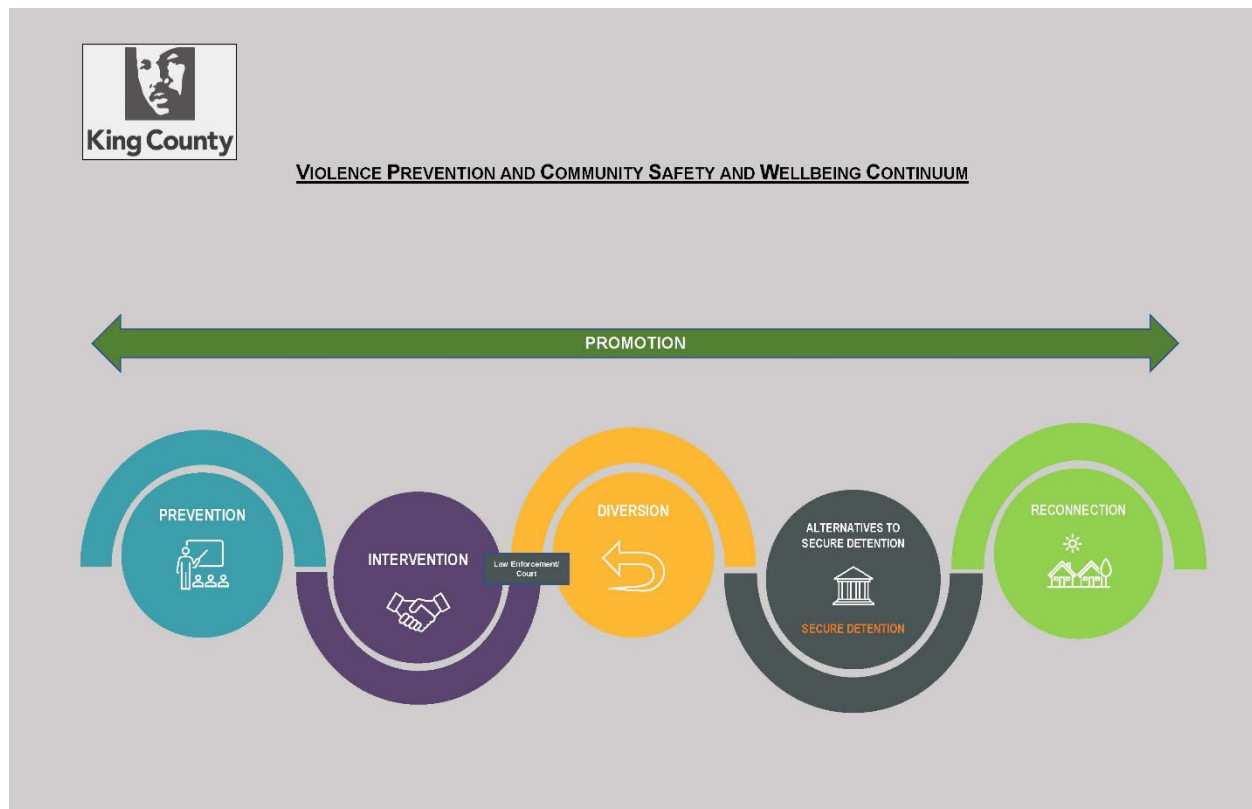 King County
VIOLENCE PREVENTION AND COMMUNITY SAFETY AND WELLBEING CONTINUUM
PROMOTION
PREVENTION
INTERVENTION
Law Enforcement/
Court
DIVERSION
ALTERNATIVES TO
SECURE DETENTION
SECURE DETENTION
RECONNECTION